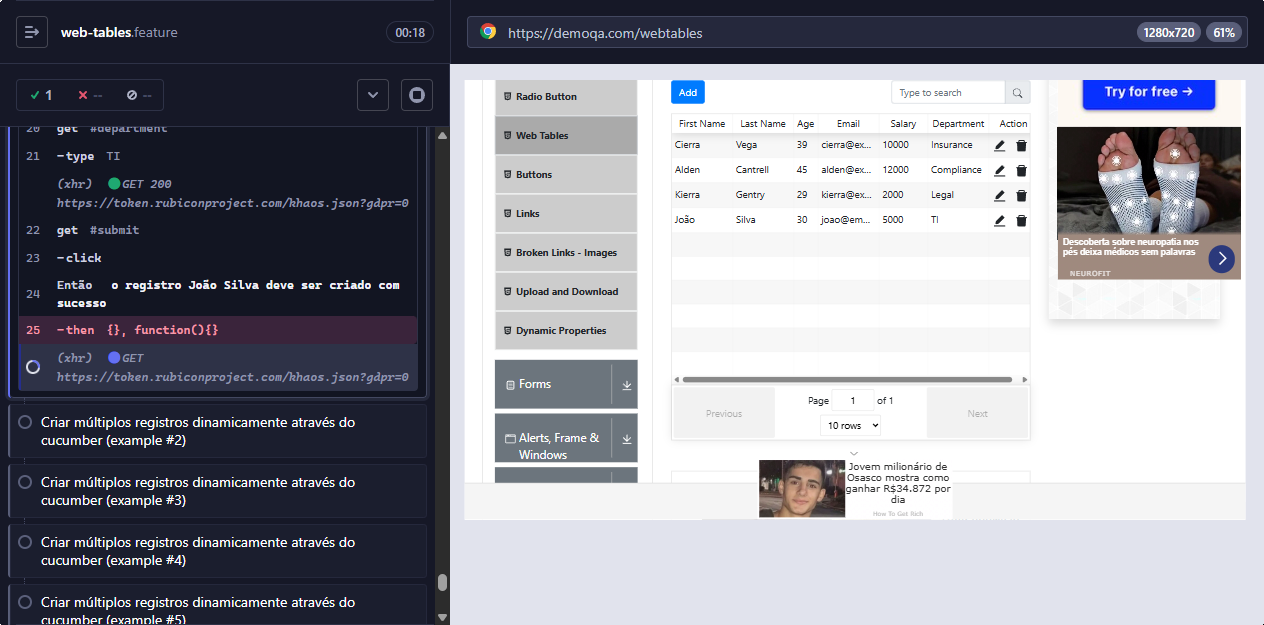 web-tables.feature
00:18
https://demoqa.com/webtables
1280x720
61%
1
--
--
20 get #department
21 -type TI
(xhr) GET 200
https://token.rubiconproject.com/khaos.json?gdpr=0
22 get #submit
23 -click
24 Então o registro João Silva deve ser criado com
sucesso
25 -then {}, function(){}
(xhr) GET
https://token.rubiconproject.com/khaos.json?gdpr=0
Criar múltiplos registros dinamicamente através do
cucumber (example #2)
Criar múltiplos registros dinamicamente através do
cucumber (example #3)
Criar múltiplos registros dinamicamente através do
cucumber (example #4)
Criar múltiplos registros dinamicamente através do
cucumber (example #5)
Radio Button
Web Tables
Buttons
Links
Broken Links - Images
Upload and Download
Dynamic Properties
Forms
Alerts, Frame &
Windows
Add
Type to search
First Name Last Name Age Email Salary Department Action
Cierra Vega 39 cierra@ex... 10000 Insurance
Alden Cantrell 45 alden@ex... 12000 Compliance
Kierra Gentry 29 kierra@ex... 2000 Legal
João Silva 30 joao@em... 5000 TI
Previous
Page 1 of 1
10 rows
Next
Jovem milionário de
Osasco mostra como
ganhar R$34.872 por
dia
How To Get Rich
Try for free →
Descoberta sobre neuropatia nos
pés deixa médicos sem palavras
NEUROFIT